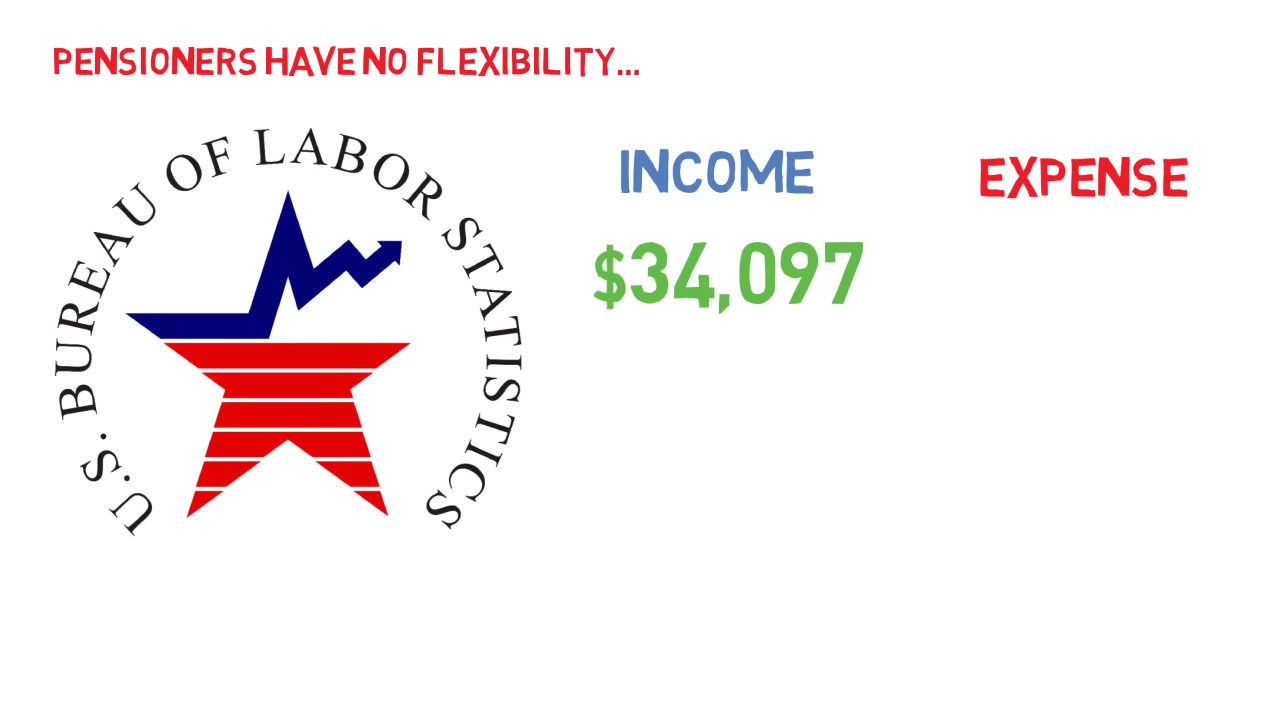 PENSIONERS HAVE NO FLEXIBILITY...
U.S. BUREAU OF LABOR STATISTICS
INCOME
EXPENSE
$34,097